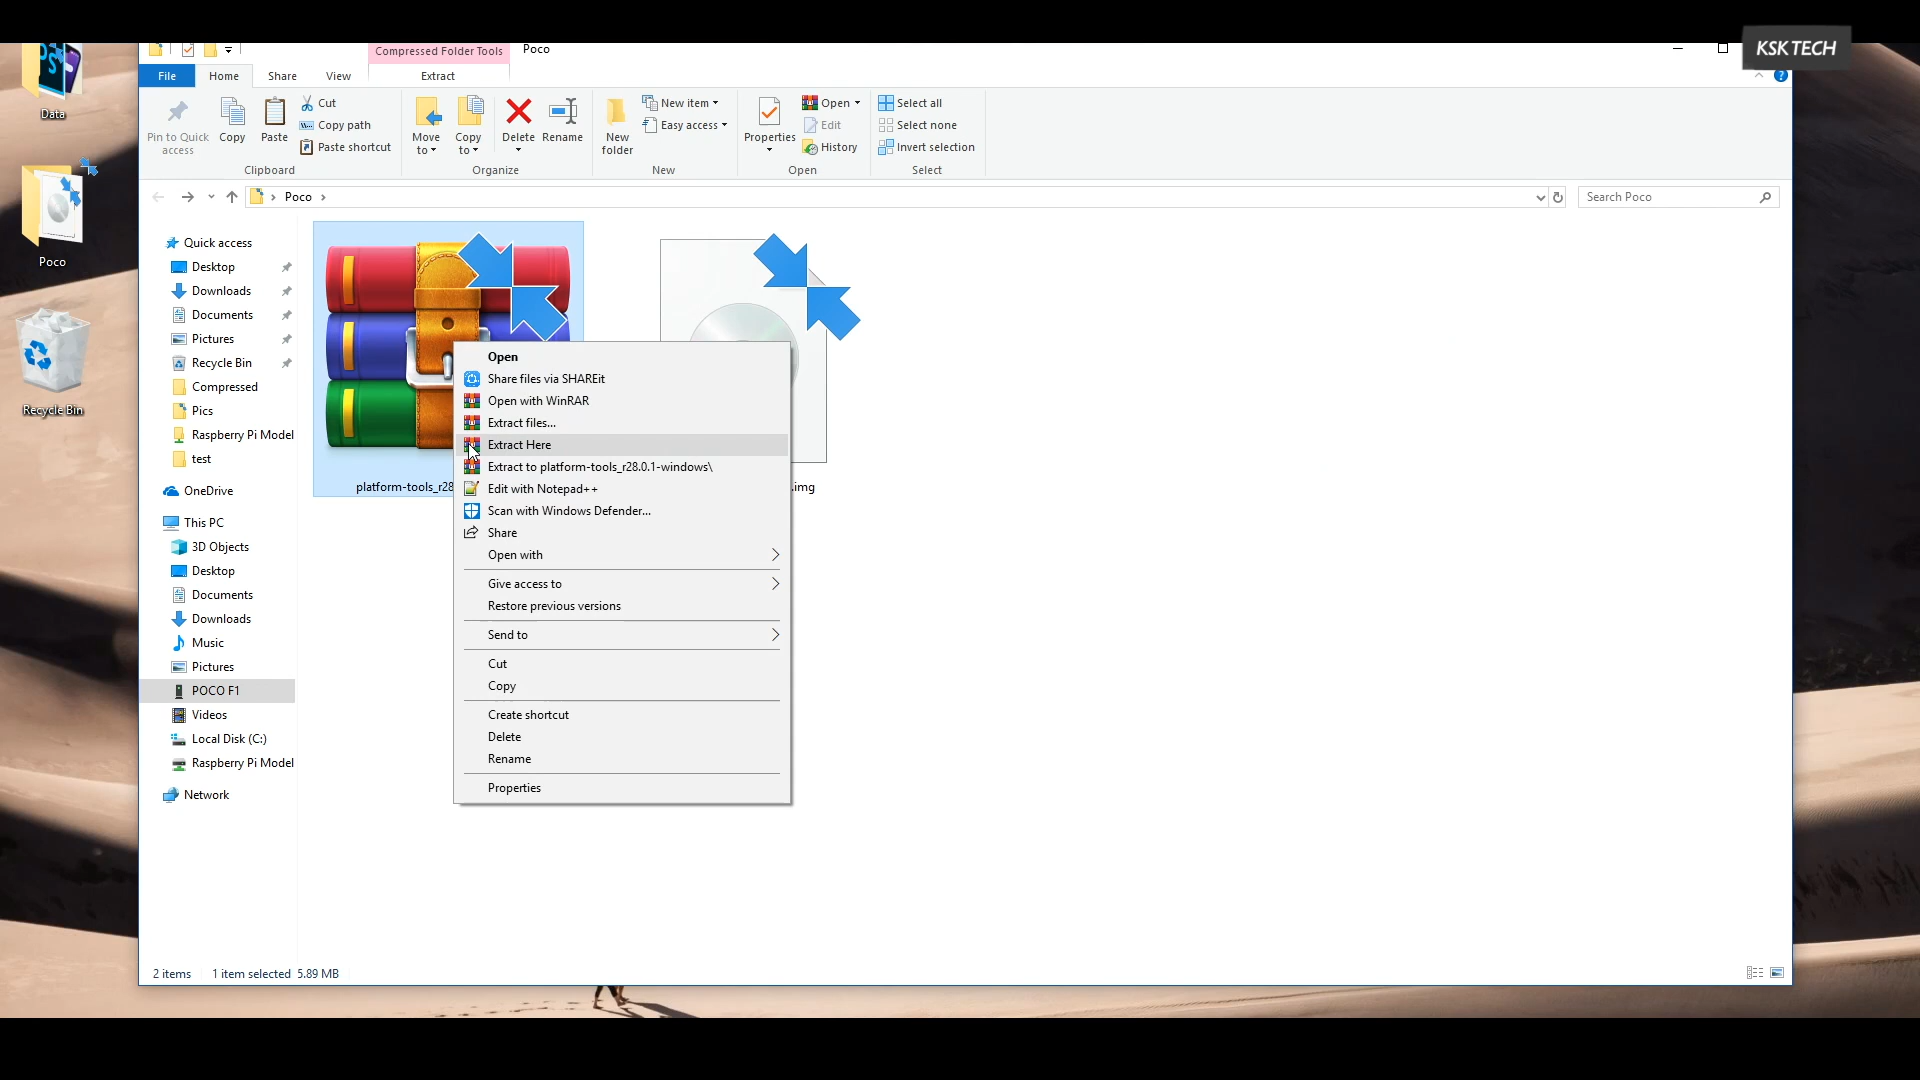 KSK TECH
Compressed Folder Tools
Poco
File
Home
Share
View
Extract
Pin to Quick access
Copy
Paste
Cut
Copy path
Paste shortcut
Clipboard
Move to
Copy to
Delete
Rename
Organize
New folder
New item
Easy access
New
Properties
Open
Edit
History
Open
Select all
Select none
Invert selection
Select
Poco
Search Poco
Data
Poco
Recycle Bin
Quick access
Desktop
Downloads
Documents
Pictures
Recycle Bin
Compressed
Pics
Raspberry Pi Model
test
OneDrive
This PC
3D Objects
Desktop
Documents
Downloads
Music
Pictures
POCO F1
Videos
Local Disk (C:)
Raspberry Pi Model
Network
platform-tools_r28
.img
Open
Share files via SHAREit
Open with WinRAR
Extract files...
Extract Here
Extract to platform-tools_r28.0.1-windows\
Edit with Notepad++
Scan with Windows Defender...
Share
Open with
Give access to
Restore previous versions
Send to
Cut
Copy
Create shortcut
Delete
Rename
Properties
2 items
1 item selected 5.89 MB